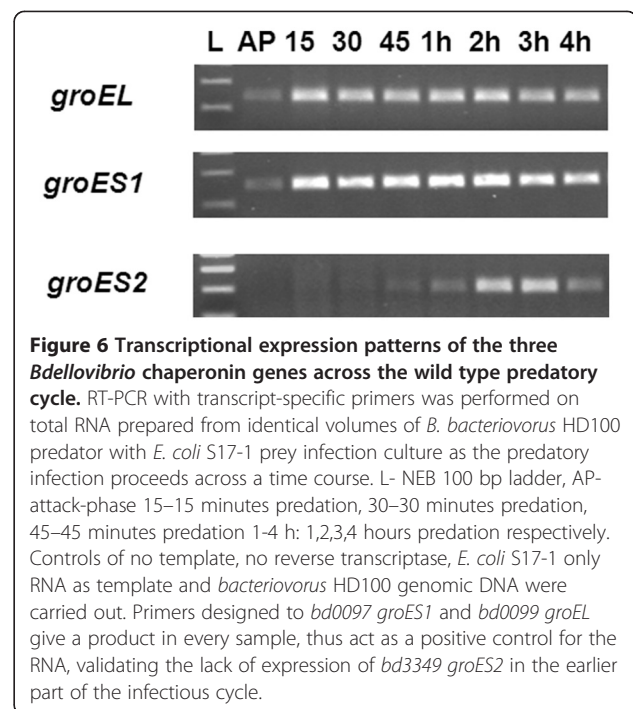 L AP 15 30 45 1h 2h 3h 4h
groEL
groES1
groES2
Figure 6 Transcriptional expression patterns of the three
Bdellovibrio chaperonin genes across the wild type predatory
cycle. RT-PCR with transcript-specific primers was performed on
total RNA prepared from identical volumes of B. bacteriovorus HD100
predator with E. coli S17-1 prey infection culture as the predatory
infection proceeds across a time course. L- NEB 100 bp ladder, AP-
attack-phase 15–15 minutes predation, 30–30 minutes predation,
45–45 minutes predation 1-4 h: 1,2,3,4 hours predation respectively.
Controls of no template, no reverse transcriptase, E. coli S17-1 only
RNA as template and bacteriovorus HD100 genomic DNA were
carried out. Primers designed to bd0097 groES1 and bd0099 groEL
give a product in every sample, thus act as a positive control for the
RNA, validating the lack of expression of bd3349 groES2 in the earlier
part of the infectious cycle.